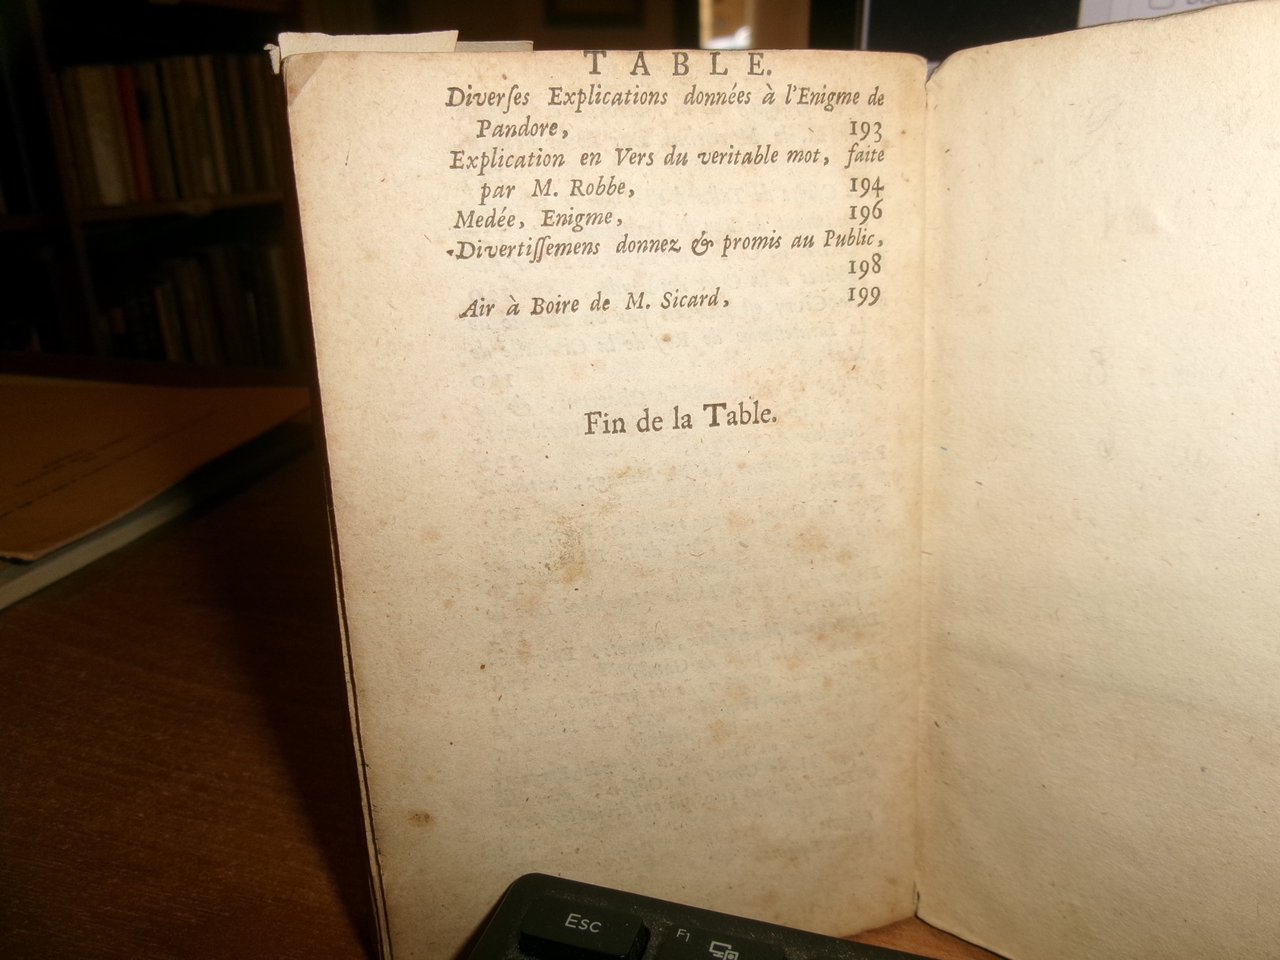 TABLE.
Diverſes Explications données à l'Enigme de
Pandore, 193
Explication en Vers du veritable mot, faite
par M. Robbe, 194
Medée, Enigme, 196
Divertiſſemens donnez & promis au Public,
198
Air à Boire de M. Sicard, 199
Fin de la Table.
Esc
F1